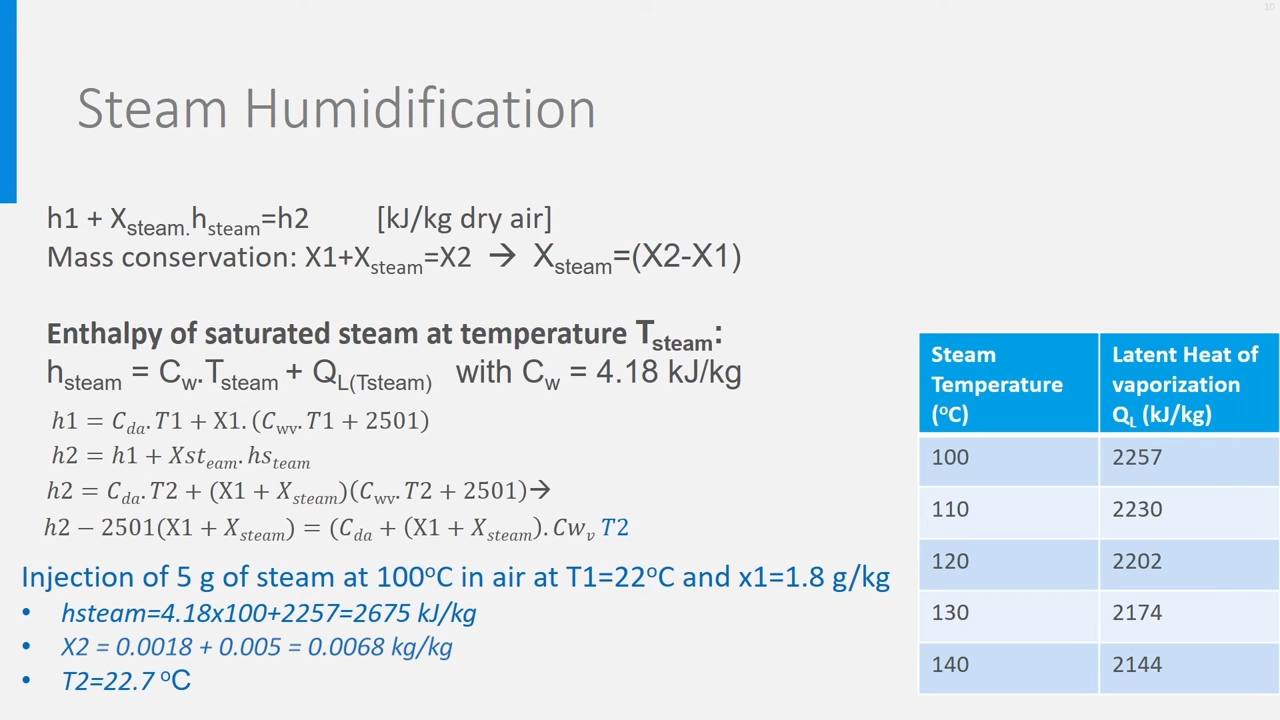 10
Steam Humidification
h1 + Xsteam.hsteam=h2 [kJ/kg dry air]
Mass conservation: X1+Xsteam=X2 → Xsteam=(X2-X1)
Enthalpy of saturated steam at temperature Tsteam:
hsteam = Cw.Tsteam + QL(Tsteam) with Cw = 4.18 kJ/kg
h1 = Cda.T1 + X1.(Cwv.T1 + 2501)
h2 = h1 + Xsteam.hsteam
h2 = Cda.T2 + (X1 + Xsteam)(Cwv.T2 + 2501)→
h2 − 2501(X1 + Xsteam) = (Cda + (X1 + Xsteam).Cwv T2
Injection of 5 g of steam at 100oC in air at T1=22oC and x1=1.8 g/kg
• hsteam=4.18x100+2257=2675 kJ/kg
• X2 = 0.0018 + 0.005 = 0.0068 kg/kg
• T2=22.7 oC
Steam Temperature (oC) Latent Heat of vaporization QL (kJ/kg)
100 2257
110 2230
120 2202
130 2174
140 2144